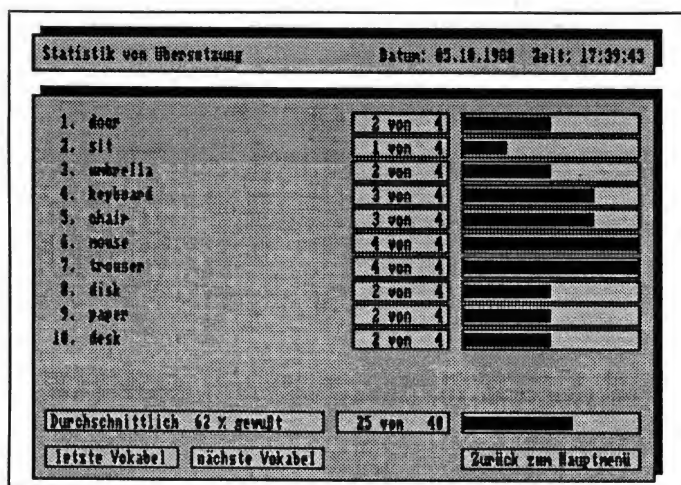 Statistik von Übersetzung Datum: 05.10.1988 Zeit: 17:39:43
1. door 2 von 4
2. sit 1 von 4
3. umbrella 2 von 4
4. keyboard 3 von 4
5. chair 3 von 4
6. mouse 4 von 4
7. trouser 4 von 4
8. disk 2 von 4
9. paper 2 von 4
10. desk 2 von 4
Durchschnittlich 62 % gewußt 25 von 40
letzte Vokabel nächste Vokabel Zurück zum Hauptmenü